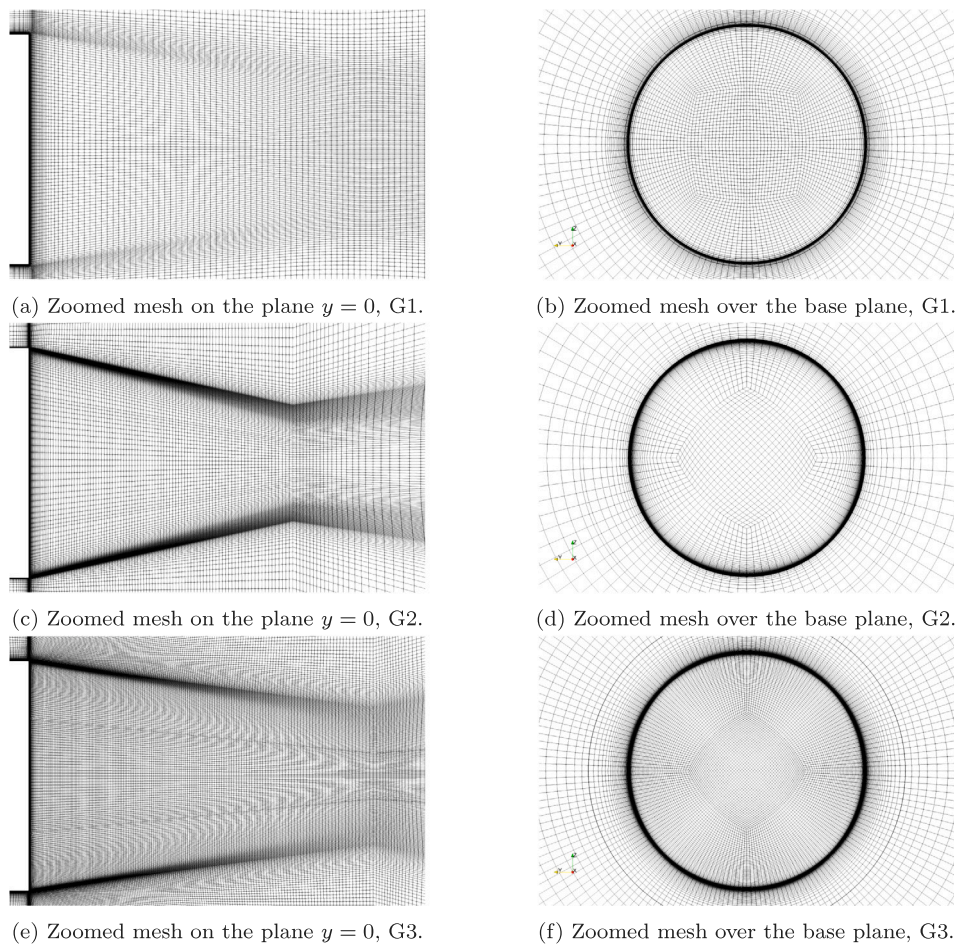 (a) Zoomed mesh on the plane y = 0, G1.
(b) Zoomed mesh over the base plane, G1.
(c) Zoomed mesh on the plane y = 0, G2.
(d) Zoomed mesh over the base plane, G2.
(e) Zoomed mesh on the plane y = 0, G3.
(f) Zoomed mesh over the base plane, G3.